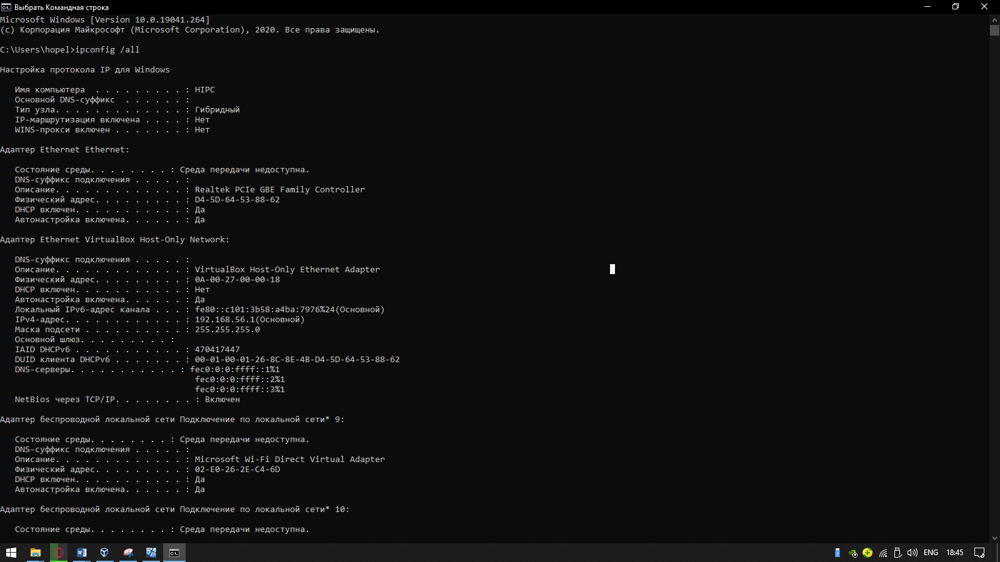 Выбрать Командная строка
Microsoft Windows [Version 10.0.19041.264]
(c) Корпорация Майкрософт (Microsoft Corporation), 2020. Все права защищены.
C:\Users\hopel>ipconfig /all
Настройка протокола IP для Windows
Имя компьютера  . . . . . . . . . : HIPC
Основной DNS-суффикс  . . . . . . :
Тип узла. . . . . . . . . . . . . : Гибридный
IP-маршрутизация включена . . . . : Нет
WINS-прокси включен . . . . . . . : Нет
Адаптер Ethernet Ethernet:
Состояние среды. . . . . . . . : Среда передачи недоступна.
DNS-суффикс подключения . . . . . :
Описание. . . . . . . . . . . . . : Realtek PCIe GBE Family Controller
Физический адрес. . . . . . . . . : D4-5D-64-53-88-62
DHCP включен. . . . . . . . . . . : Да
Автонастройка включена. . . . . . : Да
Адаптер Ethernet VirtualBox Host-Only Network:
DNS-суффикс подключения . . . . . :
Описание. . . . . . . . . . . . . : VirtualBox Host-Only Ethernet Adapter
Физический адрес. . . . . . . . . : 0A-00-27-00-00-18
DHCP включен. . . . . . . . . . . : Нет
Автонастройка включена. . . . . . : Да
Локальный IPv6-адрес канала . . . : fe80::c101:3b58:a4ba:7976%24(Основной)
IPv4-адрес. . . . . . . . . . . . : 192.168.56.1(Основной)
Маска подсети . . . . . . . . . . : 255.255.255.0
Основной шлюз. . . . . . . . . :
IAID DHCPv6 . . . . . . . . . . . : 470417447
DUID клиента DHCPv6 . . . . . . . : 00-01-00-01-26-8C-8E-4B-D4-5D-64-53-88-62
DNS-серверы. . . . . . . . . . . : fec0:0:0:ffff::1%1
fec0:0:0:ffff::2%1
fec0:0:0:ffff::3%1
NetBios через TCP/IP. . . . . . . . : Включен
Адаптер беспроводной локальной сети Подключение по локальной сети* 9:
Состояние среды. . . . . . . . : Среда передачи недоступна.
DNS-суффикс подключения . . . . . :
Описание. . . . . . . . . . . . . : Microsoft Wi-Fi Direct Virtual Adapter
Физический адрес. . . . . . . . . : 02-E0-26-2E-C4-6D
DHCP включен. . . . . . . . . . . : Да
Автонастройка включена. . . . . . : Да
Адаптер беспроводной локальной сети Подключение по локальной сети* 10:
Состояние среды. . . . . . . . : Среда передачи недоступна.
ENG 18:45